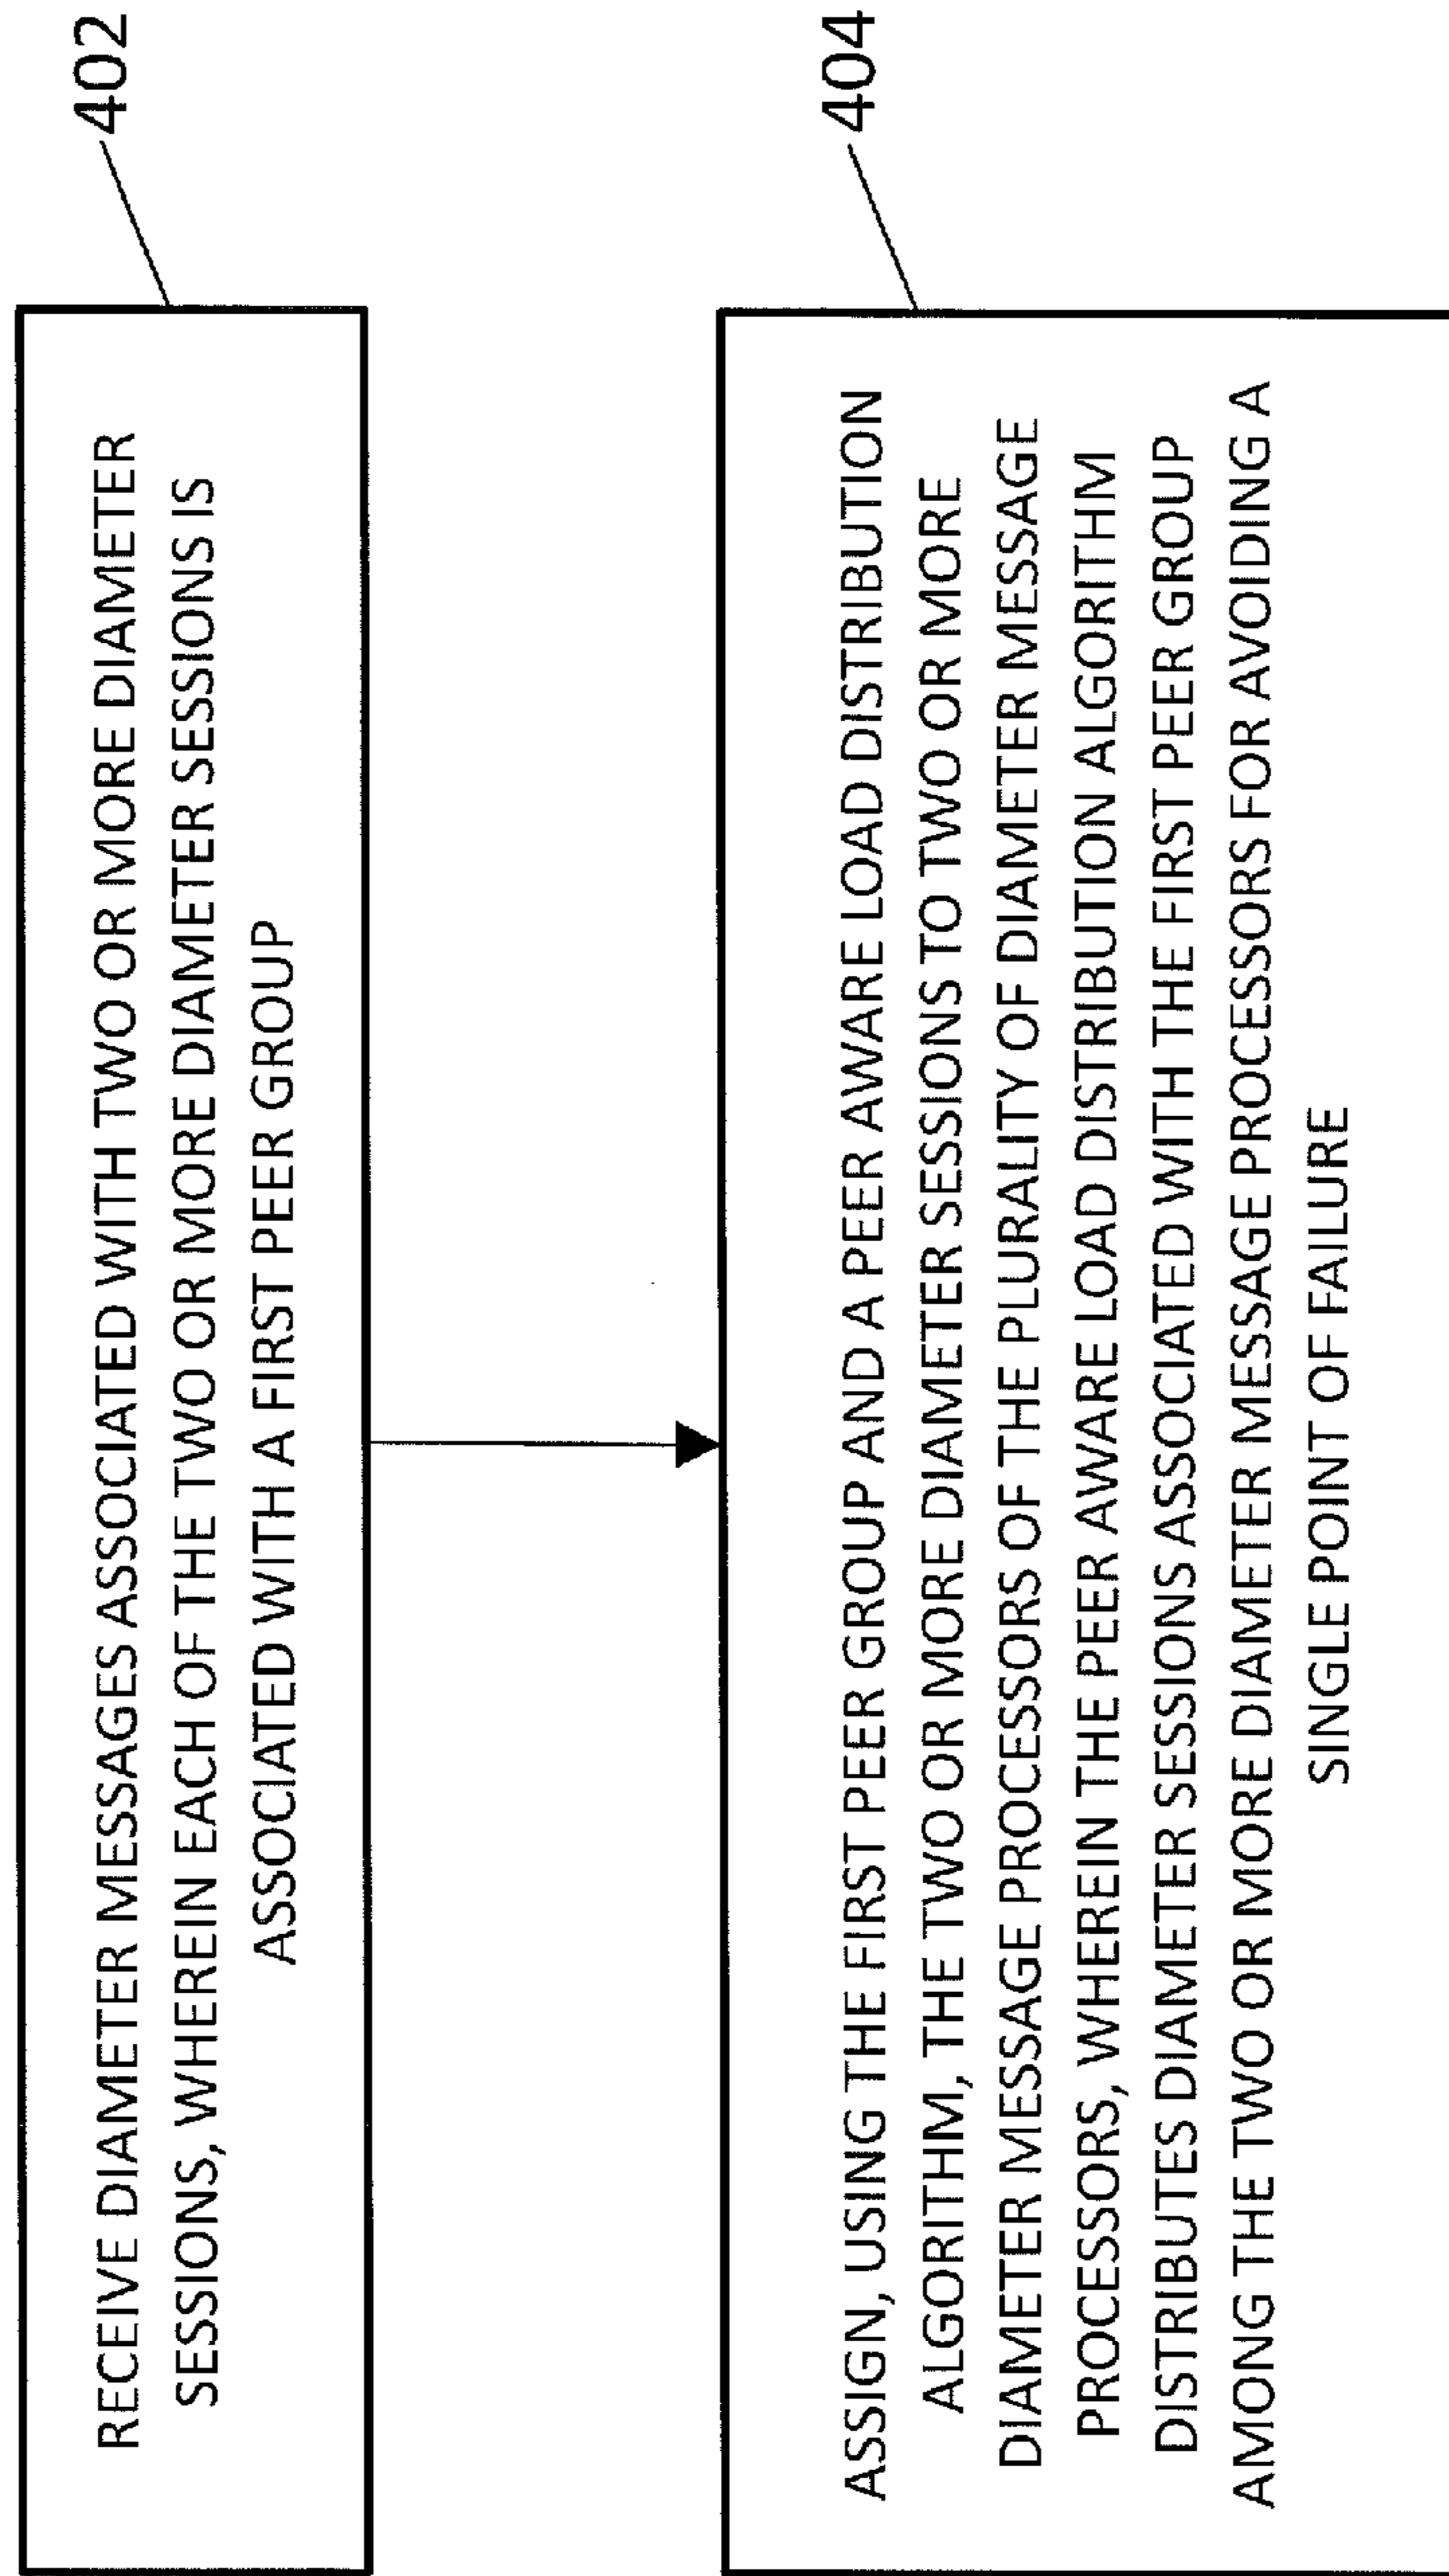 402
RECEIVE DIAMETER MESSAGES ASSOCIATED WITH TWO OR MORE DIAMETER
SESSIONS, WHEREIN EACH OF THE TWO OR MORE DIAMETER SESSIONS IS
ASSOCIATED WITH A FIRST PEER GROUP
404
ASSIGN, USING THE FIRST PEER GROUP AND A PEER AWARE LOAD DISTRIBUTION
ALGORITHM, THE TWO OR MORE DIAMETER SESSIONS TO TWO OR MORE
DIAMETER MESSAGE PROCESSORS OF THE PLURALITY OF DIAMETER MESSAGE
PROCESSORS, WHEREIN THE PEER AWARE LOAD DISTRIBUTION ALGORITHM
DISTRIBUTES DIAMETER SESSIONS ASSOCIATED WITH THE FIRST PEER GROUP
AMONG THE TWO OR MORE DIAMETER MESSAGE PROCESSORS FOR AVOIDING A
SINGLE POINT OF FAILURE